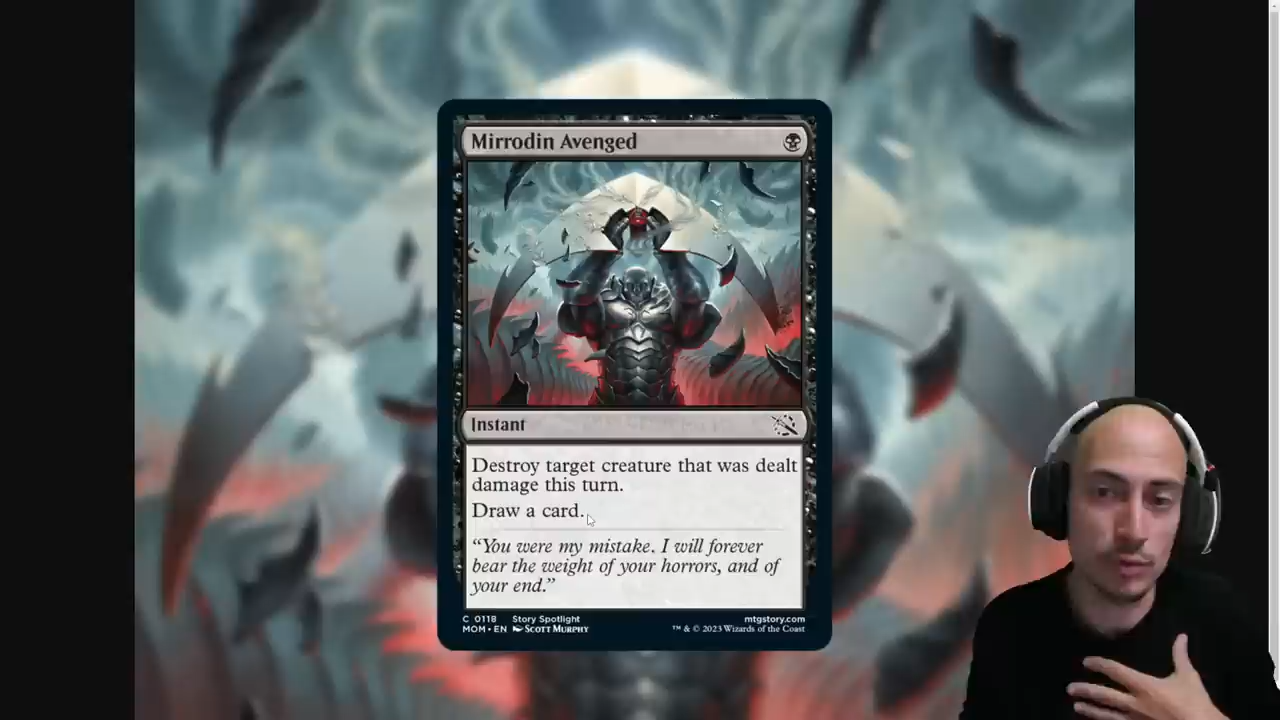 Mirrodin Avenged
Instant
Destroy target creature that was dealt
damage this turn.
Draw a card.
“You were my mistake. I will forever
bear the weight of your horrors, and of
your end.”
C 0118 Story Spotlight mtgstory.com
MOM • EN Scott Murphy ™ & © 2023 Wizards of the Coast